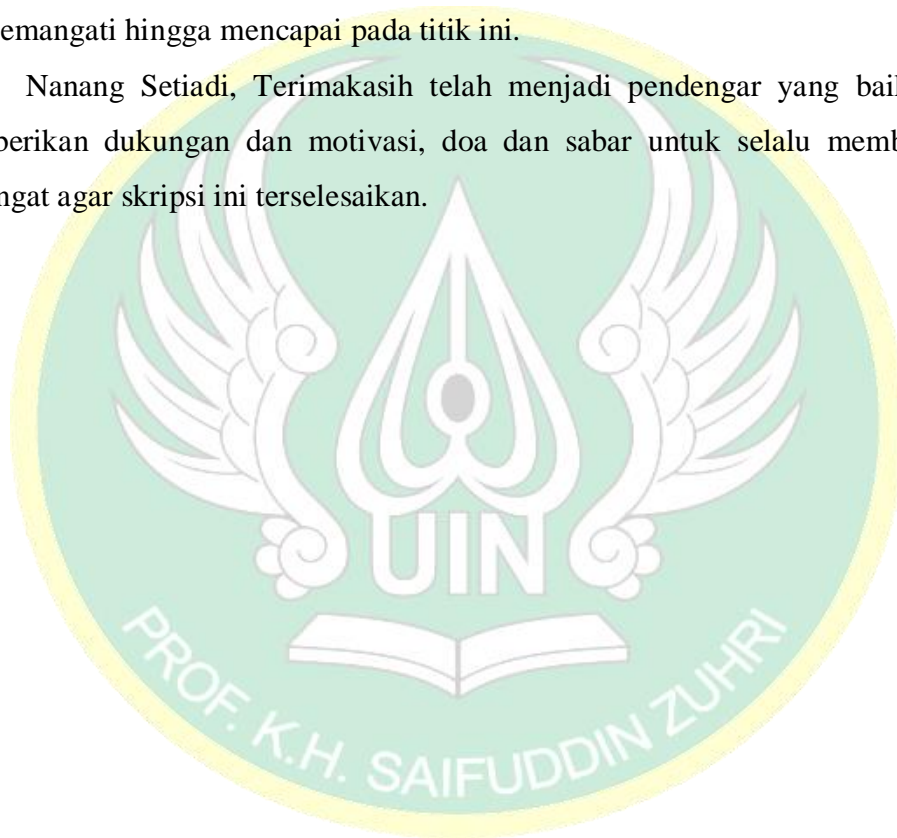 emangati hingga mencapai pada titik ini.
Nanang Setiadi, Terimakasih telah menjadi pendengar yang bail
berikan dukungan dan motivasi, doa dan sabar untuk selalu memb
ngat agar skripsi ini terselesaikan.
UIN
PROF. K.H. SAIFUDDIN ZUHRI